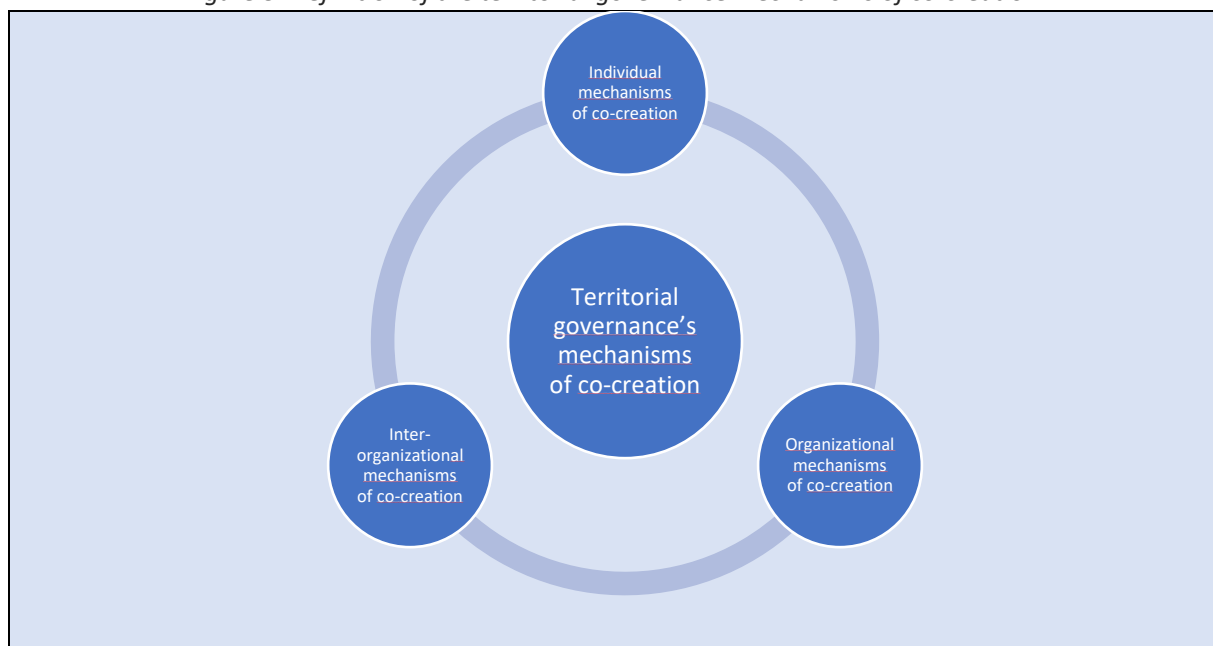 Individual
mechanisms
of co-creation
Territorial
governance’s
mechanisms
of co-creation
Inter-
organizational
mechanisms
of co-creation
Organizational
mechanisms
of co-creation